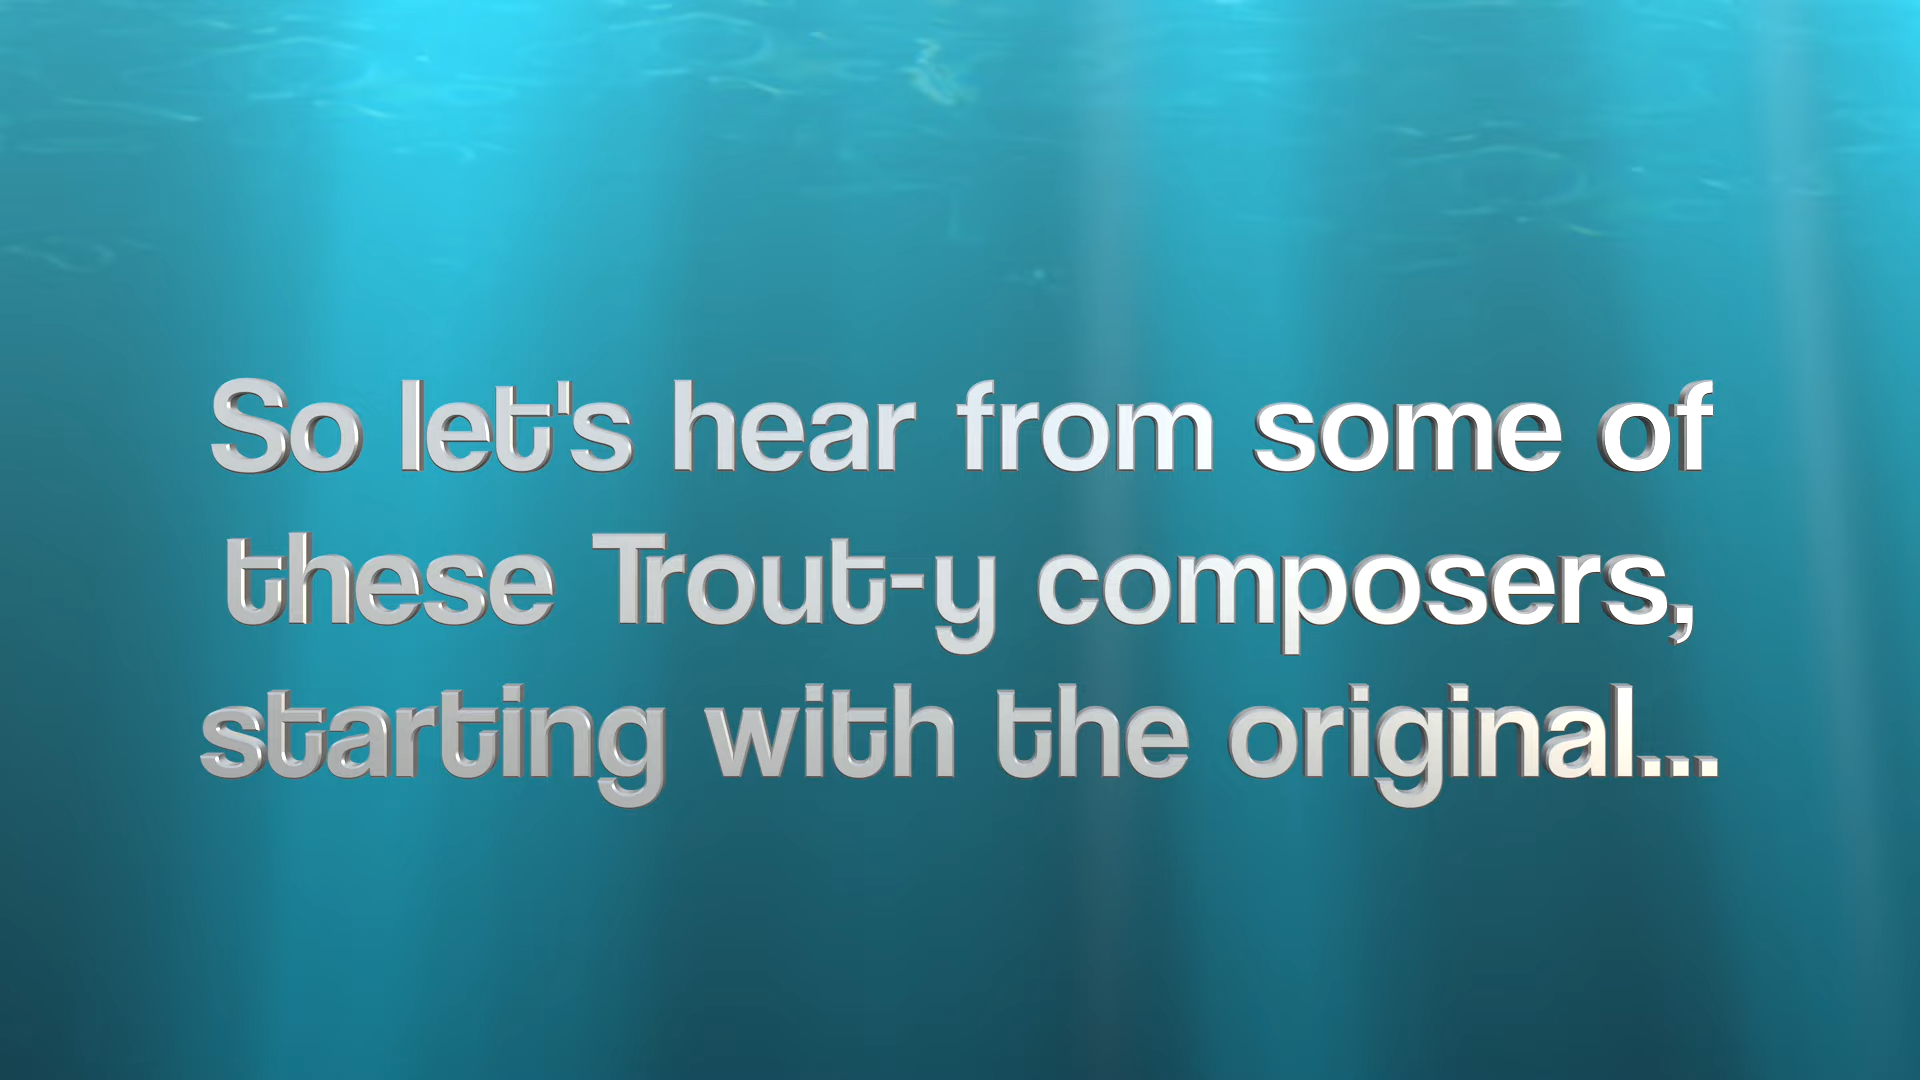 So let's hear from some of
these Trout-y composers,
starting with the original...